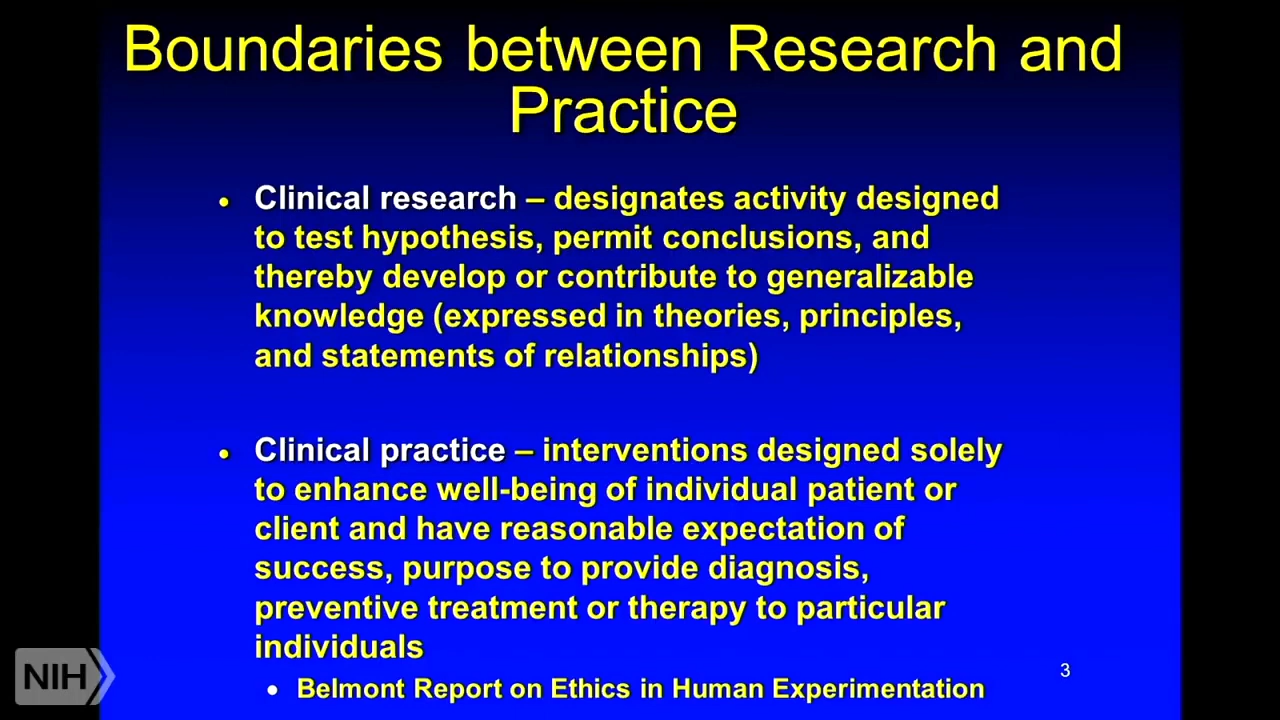 Boundaries between Research and
Practice
• Clinical research – designates activity designed
to test hypothesis, permit conclusions, and
thereby develop or contribute to generalizable
knowledge (expressed in theories, principles,
and statements of relationships)
• Clinical practice – interventions designed solely
to enhance well-being of individual patient or
client and have reasonable expectation of
success, purpose to provide diagnosis,
preventive treatment or therapy to particular
individuals
• Belmont Report on Ethics in Human Experimentation
3
NIH